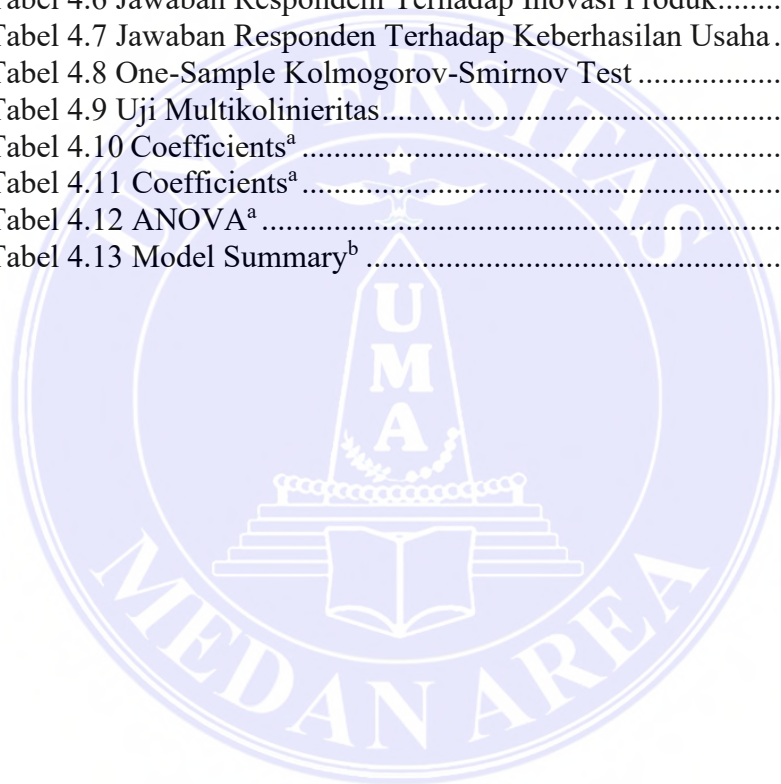 Tabel 4.6 Jawaban Respondeni Terhadap Inovasi Produk........
Tabel 4.7 Jawaban Responden Terhadap Keberhasilan Usaha.
Tabel 4.8 One-Sample Kolmogorov-Smirnov Test ..................
Tabel 4.9 Uji Multikolinieritas..................................................
Tabel 4.10 Coefficientsᵃ ............................................................
Tabel 4.11 Coefficientsᵃ ............................................................
Tabel 4.12 ANOVAᵃ .................................................................
Tabel 4.13 Model Summaryᵇ ....................................................
UNIVERSITAS
UMA
MEDAN AREA